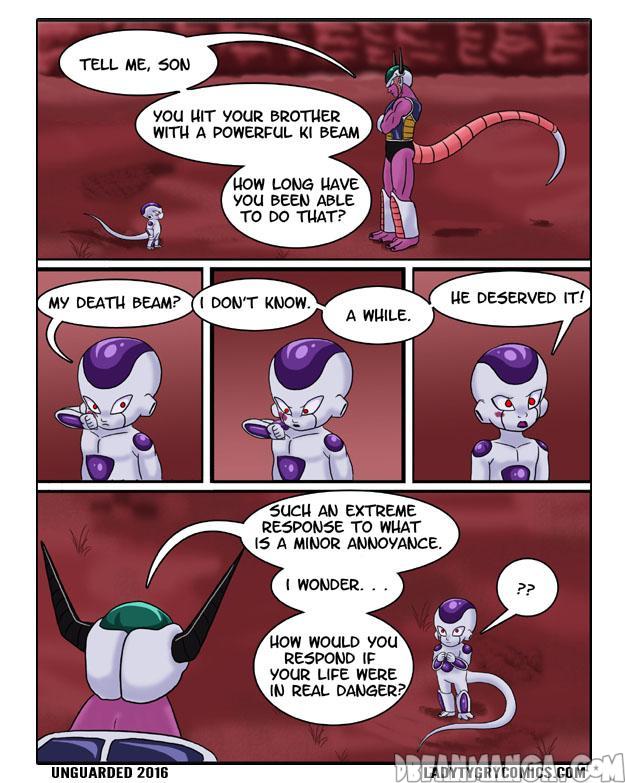 TELL ME, SON
YOU HIT YOUR BROTHER
WITH A POWERFUL KI BEAM
HOW LONG HAVE
YOU BEEN ABLE
TO DO THAT?
MY DEATH BEAM?
I DON'T KNOW.
A WHILE.
HE DESERVED IT!
SUCH AN EXTREME
RESPONSE TO WHAT
IS A MINOR ANNOYANCE.
I WONDER. . .
HOW WOULD YOU
RESPOND IF
YOUR LIFE WERE
IN REAL DANGER?
??
UNGUARDED 2016
LADYTYGRYCOMICS.COM
DBFANMANGA.COM